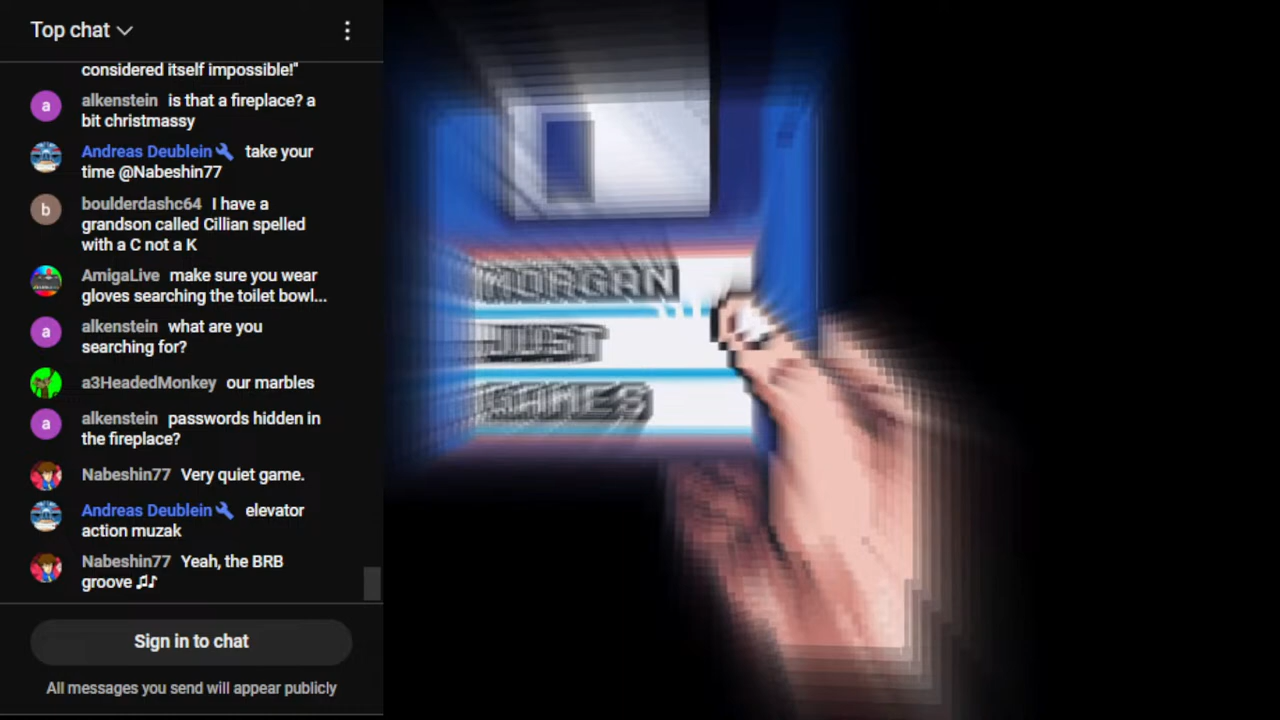 Top chat
considered itself impossible!"
alkenstein is that a fireplace? a
bit christmassy
Andreas Deublein take your
time @Nabeshin77
boulderdashc64 I have a
grandson called Cillian spelled
with a C not a K
AmigaLive make sure you wear
gloves searching the toilet bowl...
alkenstein what are you
searching for?
a3HeadedMonkey our marbles
alkenstein passwords hidden in
the fireplace?
Nabeshin77 Very quiet game.
Andreas Deublein elevator
action muzak
Nabeshin77 Yeah, the BRB
groove 🎵
Sign in to chat
All messages you send will appear publicly
MORGAN
JUST
GAMES